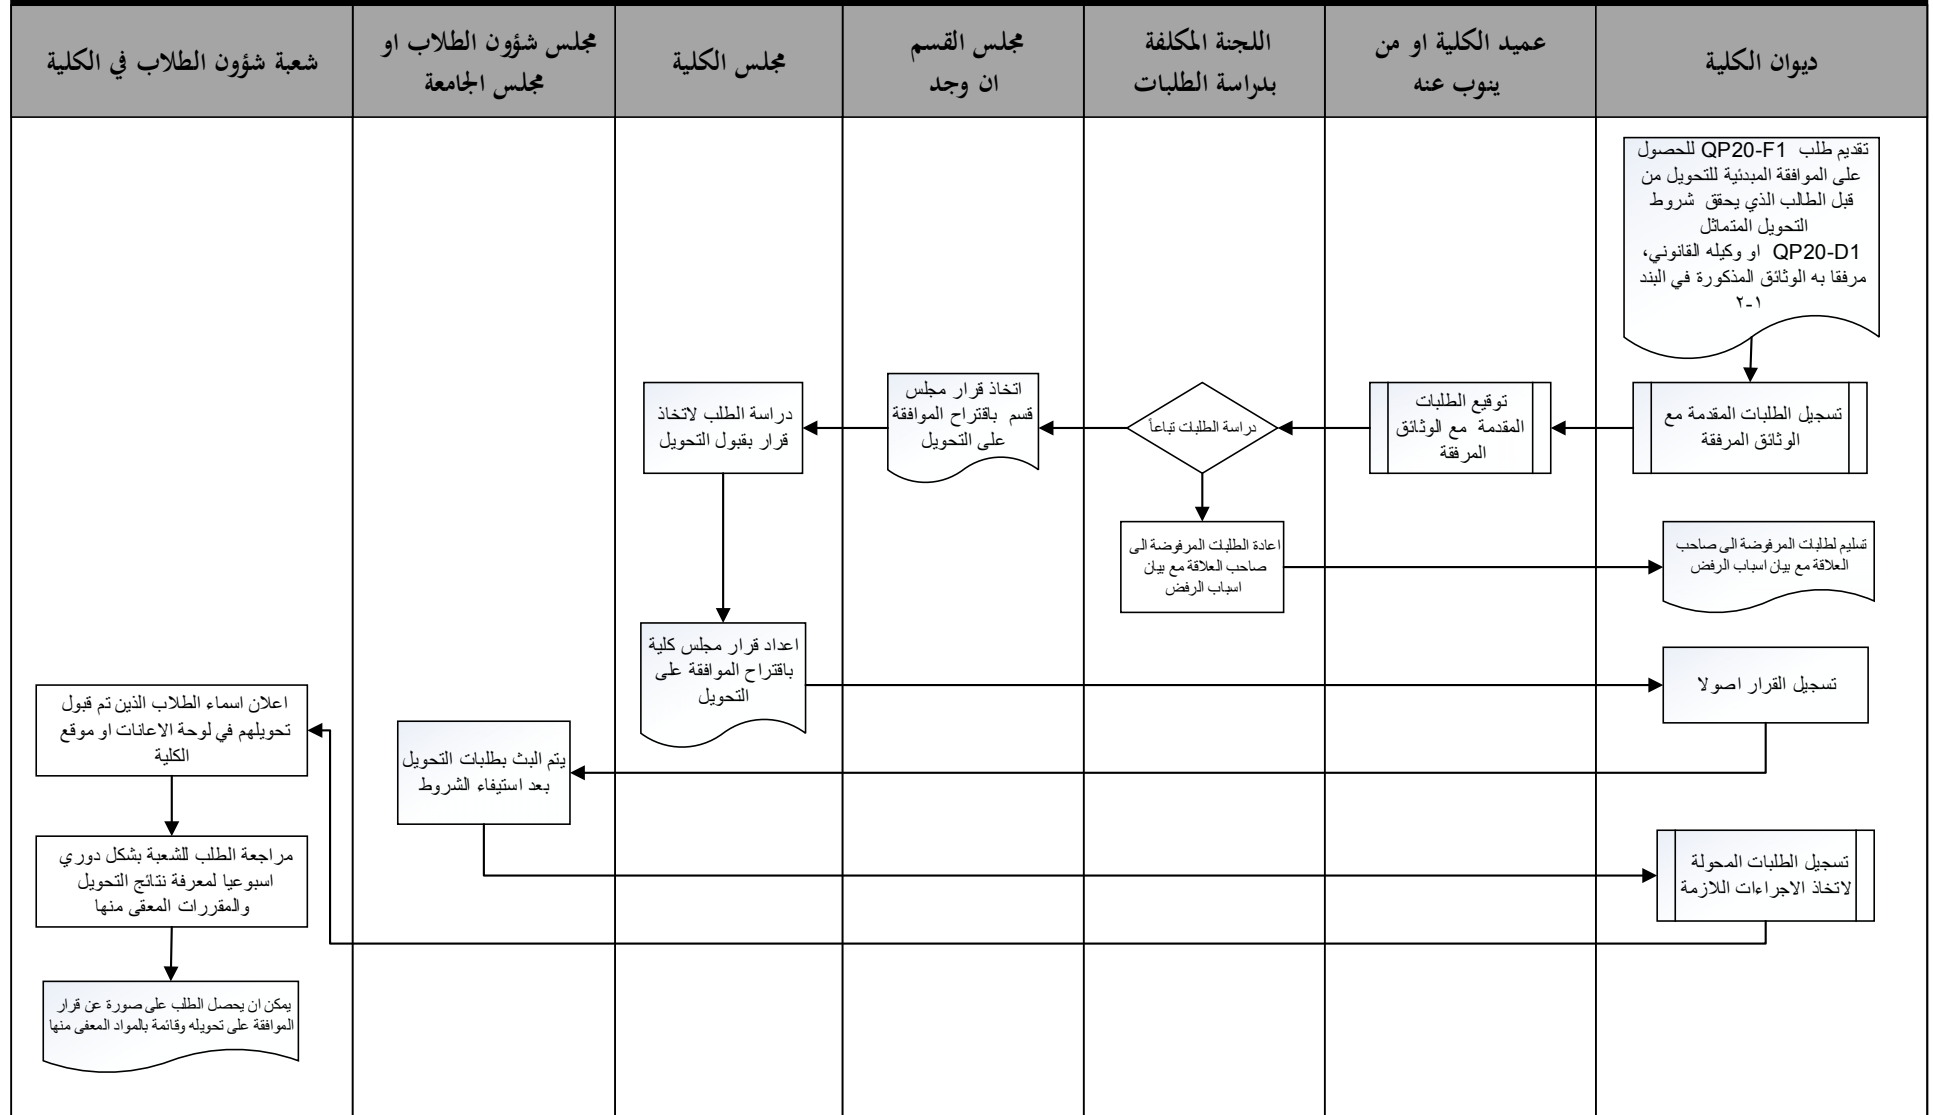 ديوان الكلية
عميد الكلية او من
ينوب عنه
اللجنة المكلفة
بدراسة الطلبات
مجلس القسم
ان وجد
مجلس الكلية
مجلس شؤون الطلاب او
مجلس الجامعة
شعبة شؤون الطلاب في الكلية
تقديم طلب QP20-F1 للحصول
على الموافقة المبدئية للتحويل من
قبل الطالب الذي يحقق شروط
التحويل المتماثل
QP20-D1 او وكيله القانوني،
مرفقا به الوثائق المذكورة في البند
٢-١
تسجيل الطلبات المقدمة مع
الوثائق المرفقة
توقيع الطلبات
المقدمة مع الوثائق
المرفقة
دراسة الطلبات تباعاً
اتخاذ قرار مجلس
قسم باقتراح الموافقة
على التحويل
دراسة الطلب لاتخاذ
قرار بقبول التحويل
اعادة الطلبات المرفوضة الى
صاحب العلاقة مع بيان
اسباب الرفض
تسليم لطلبات المرفوضة الى صاحب
العلاقة مع بيان اسباب الرفض
اعداد قرار مجلس كلية
باقتراح الموافقة على
التحويل
تسجيل القرار اصولا
يتم البث بطلبات التحويل
بعد استيفاء الشروط
تسجيل الطلبات المحولة
لاتخاذ الاجراءات اللازمة
اعلان اسماء الطلاب الذين تم قبول
تحويلهم في لوحة الاعانات او موقع
الكلية
مراجعة الطلب للشعبة بشكل دوري
اسبوعيا لمعرفة نتائج التحويل
والمقررات المعقى منها
يمكن ان يحصل الطلب على صورة عن قرار
الموافقة على تحويله وقائمة بالمواد المعفى منها